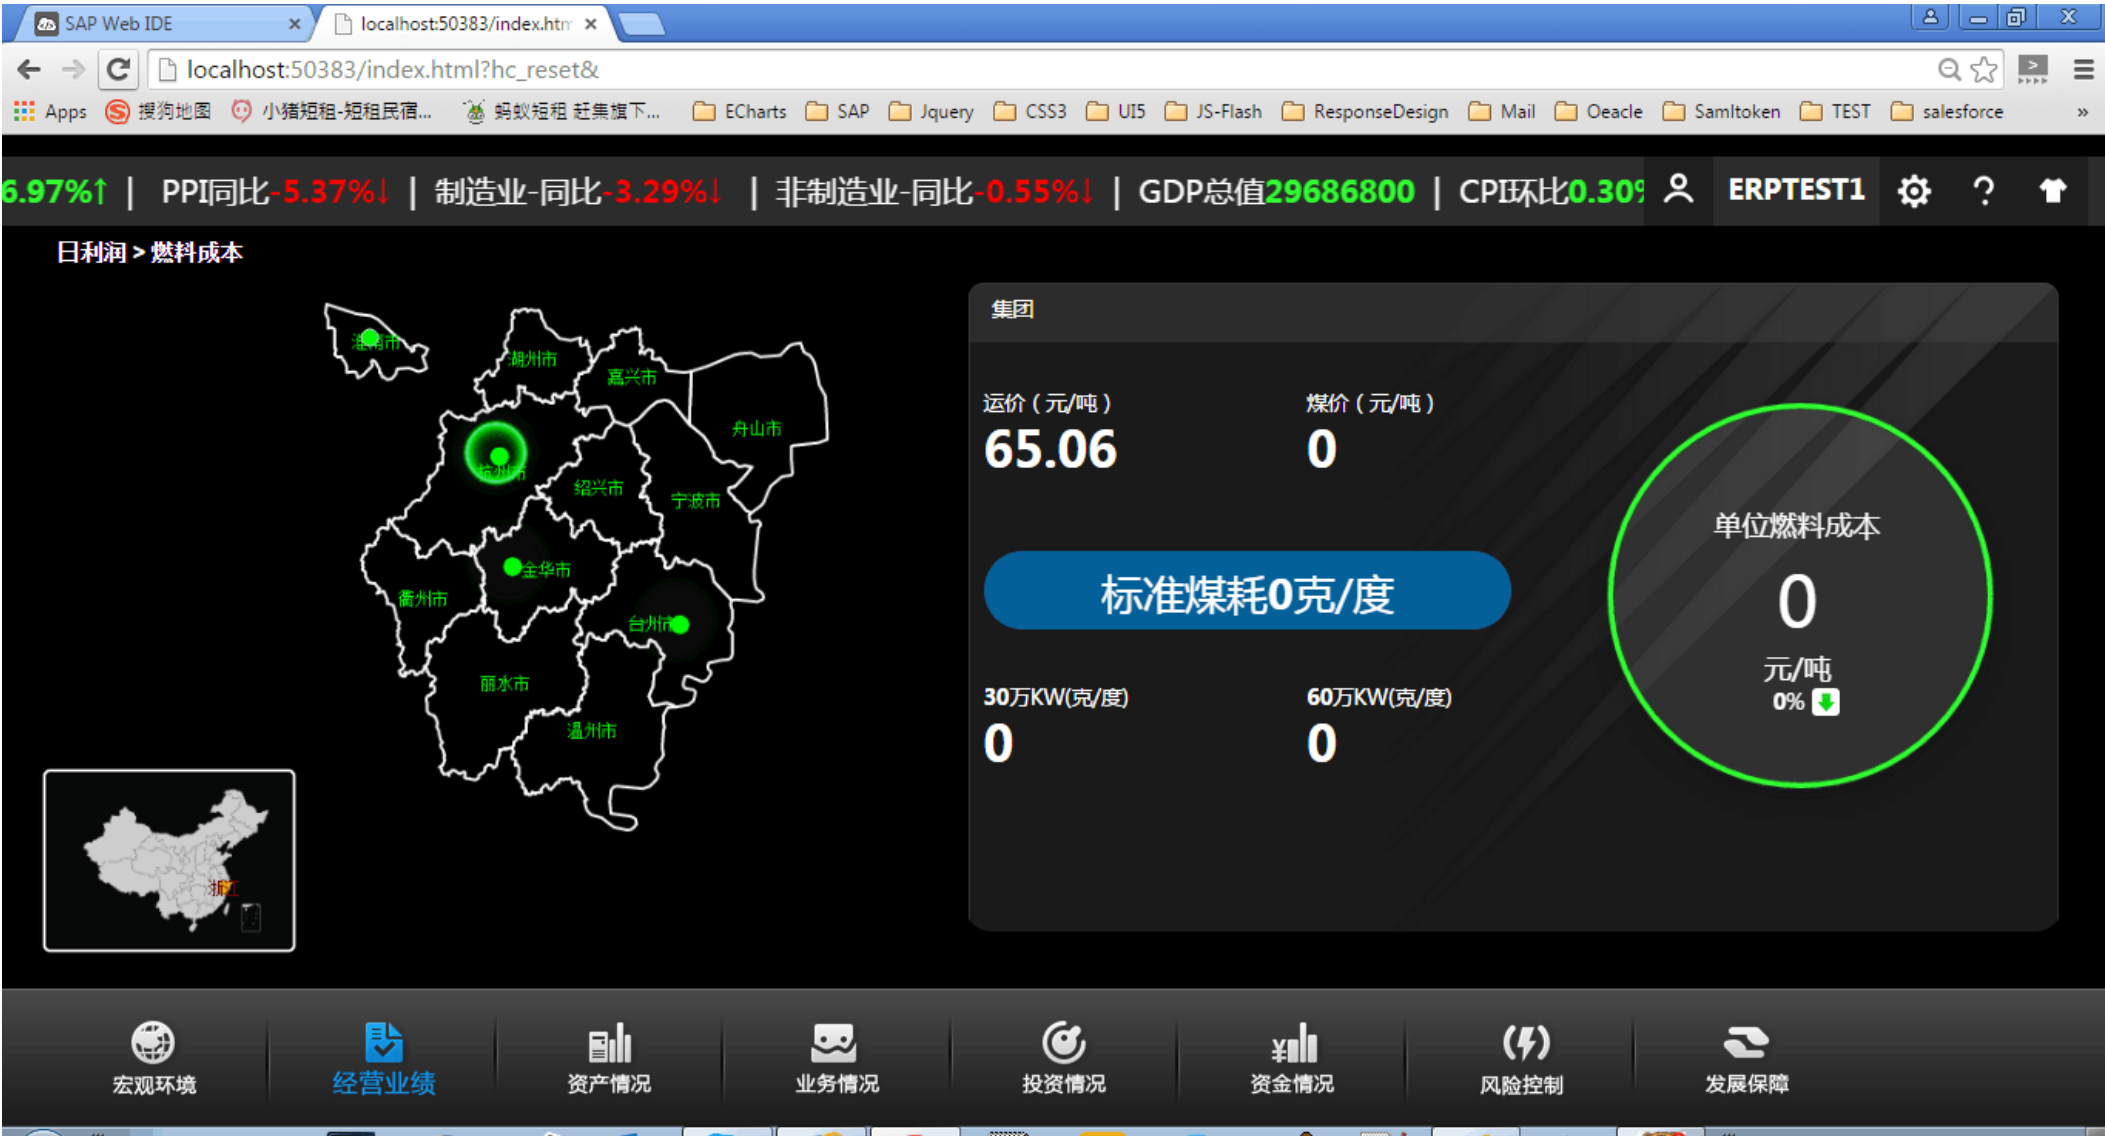 SAP Web IDE
localhost:50383/index.htm
localhost:50383/index.html?hc_reset&
Apps 搜狗地图 小猪短租-短租民宿... 蚂蚁短租 赶集旗下... ECharts SAP Jquery CSS3 UI5 JS-Flash ResponseDesign Mail Oeacle Samltoken TEST salesforce »
6.97%↑ | PPI同比-5.37%↓ | 制造业-同比-3.29%↓ | 非制造业-同比-0.55%↓ | GDP总值29686800 | CPI环比0.30% ERPTEST1
日利润 > 燃料成本
淮南市
湖州市
嘉兴市
舟山市
杭州市
绍兴市
宁波市
金华市
衢州市
台州市
丽水市
温州市
浙江
集团
运价（元/吨） 煤价（元/吨）
65.06 0
标准煤耗0克/度
30万KW(克/度) 60万KW(克/度)
0 0
单位燃料成本
0
元/吨
0%
宏观环境 经营业绩 资产情况 业务情况 投资情况 资金情况 风险控制 发展保障